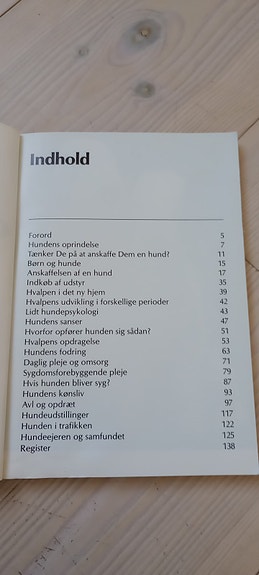 Indhold
Forord 5
Hundens oprindelse 7
Tænker De på at anskaffe Dem en hund? 11
Børn og hunde 15
Anskaffelsen af en hund 17
Indkøb af udstyr 35
Hvalpen i det ny hjem 39
Hvalpens udvikling i forskellige perioder 42
Lidt hundepsykologi 43
Hundens sanser 47
Hvorfor opfører hunden sig sådan? 51
Hvalpens opdragelse 53
Hundens fodring 63
Daglig pleje og omsorg 71
Sygdomsforebyggende pleje 79
Hvis hunden bliver syg? 87
Hundens kønsliv 93
Avl og opdræt 97
Hundeudstillinger 117
Hunden i trafikken 122
Hundeejeren og samfundet 125
Register 138